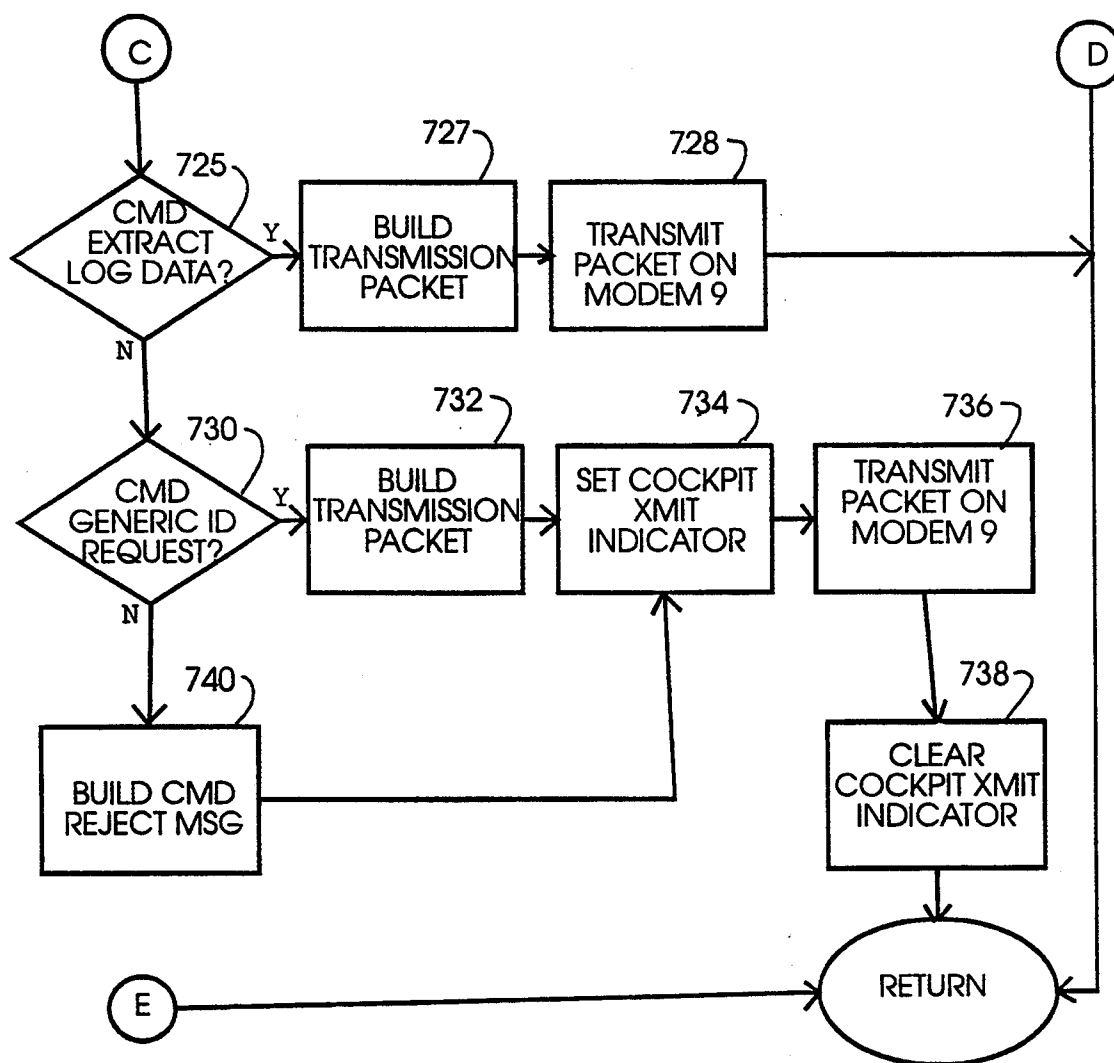 C
D
725
CMD
EXTRACT
LOG DATA?
Y
N
727
BUILD
TRANSMISSION
PACKET
728
TRANSMIT
PACKET ON
MODEM 9
730
CMD
GENERIC ID
REQUEST?
Y
N
732
BUILD
TRANSMISSION
PACKET
734
SET COCKPIT
XMIT
INDICATOR
736
TRANSMIT
PACKET ON
MODEM 9
740
BUILD CMD
REJECT MSG
738
CLEAR
COCKPIT XMIT
INDICATOR
E
RETURN